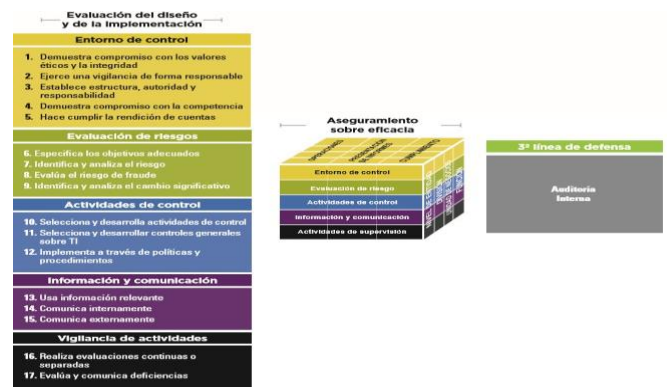 Evaluación del diseño
y de la implementación
Entorno de control
1. Demuestra compromiso con los valores
éticos y la integridad
2. Ejerce una vigilancia de forma responsable
3. Establece estructura, autoridad y
responsabilidad
4. Demuestra compromiso con la competencia
5. Hace cumplir la rendición de cuentas
Evaluación de riesgos
6. Especifica los objetivos adecuados
7. Identifica y analiza el riesgo
8. Evalúa el riesgo de fraude
9. Identifica y analiza el cambio significativo
Actividades de control
10. Selecciona y desarrolla actividades de control
11. Selecciona y desarrollar controles generales
sobre TI
12. Implementa a través de políticas y
procedimientos
Información y comunicación
13. Usa información relevante
14. Comunica internamente
15. Comunica externamente
Vigilancia de actividades
16. Realiza evaluaciones continuas o
separadas
17. Evalúa y comunica deficiencias
Aseguramiento
sobre eficacia
Entorno de control
Evaluación de riesgo
Actividades de control
Información y comunicación
Actividades de supervisión
3ª línea de defensa
Auditoría
Interna